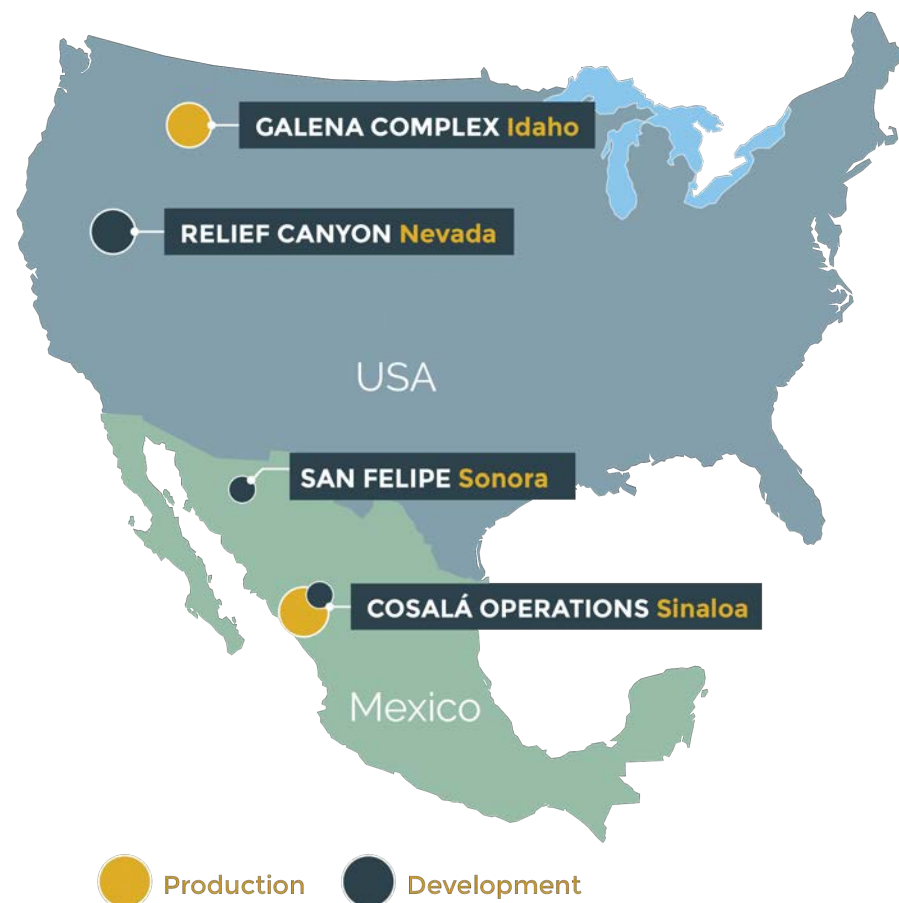 GALENA COMPLEX Idaho
RELIEF CANYON Nevada
USA
SAN FELIPE Sonora
COSALÁ OPERATIONS Sinaloa
Mexico
Production
Development